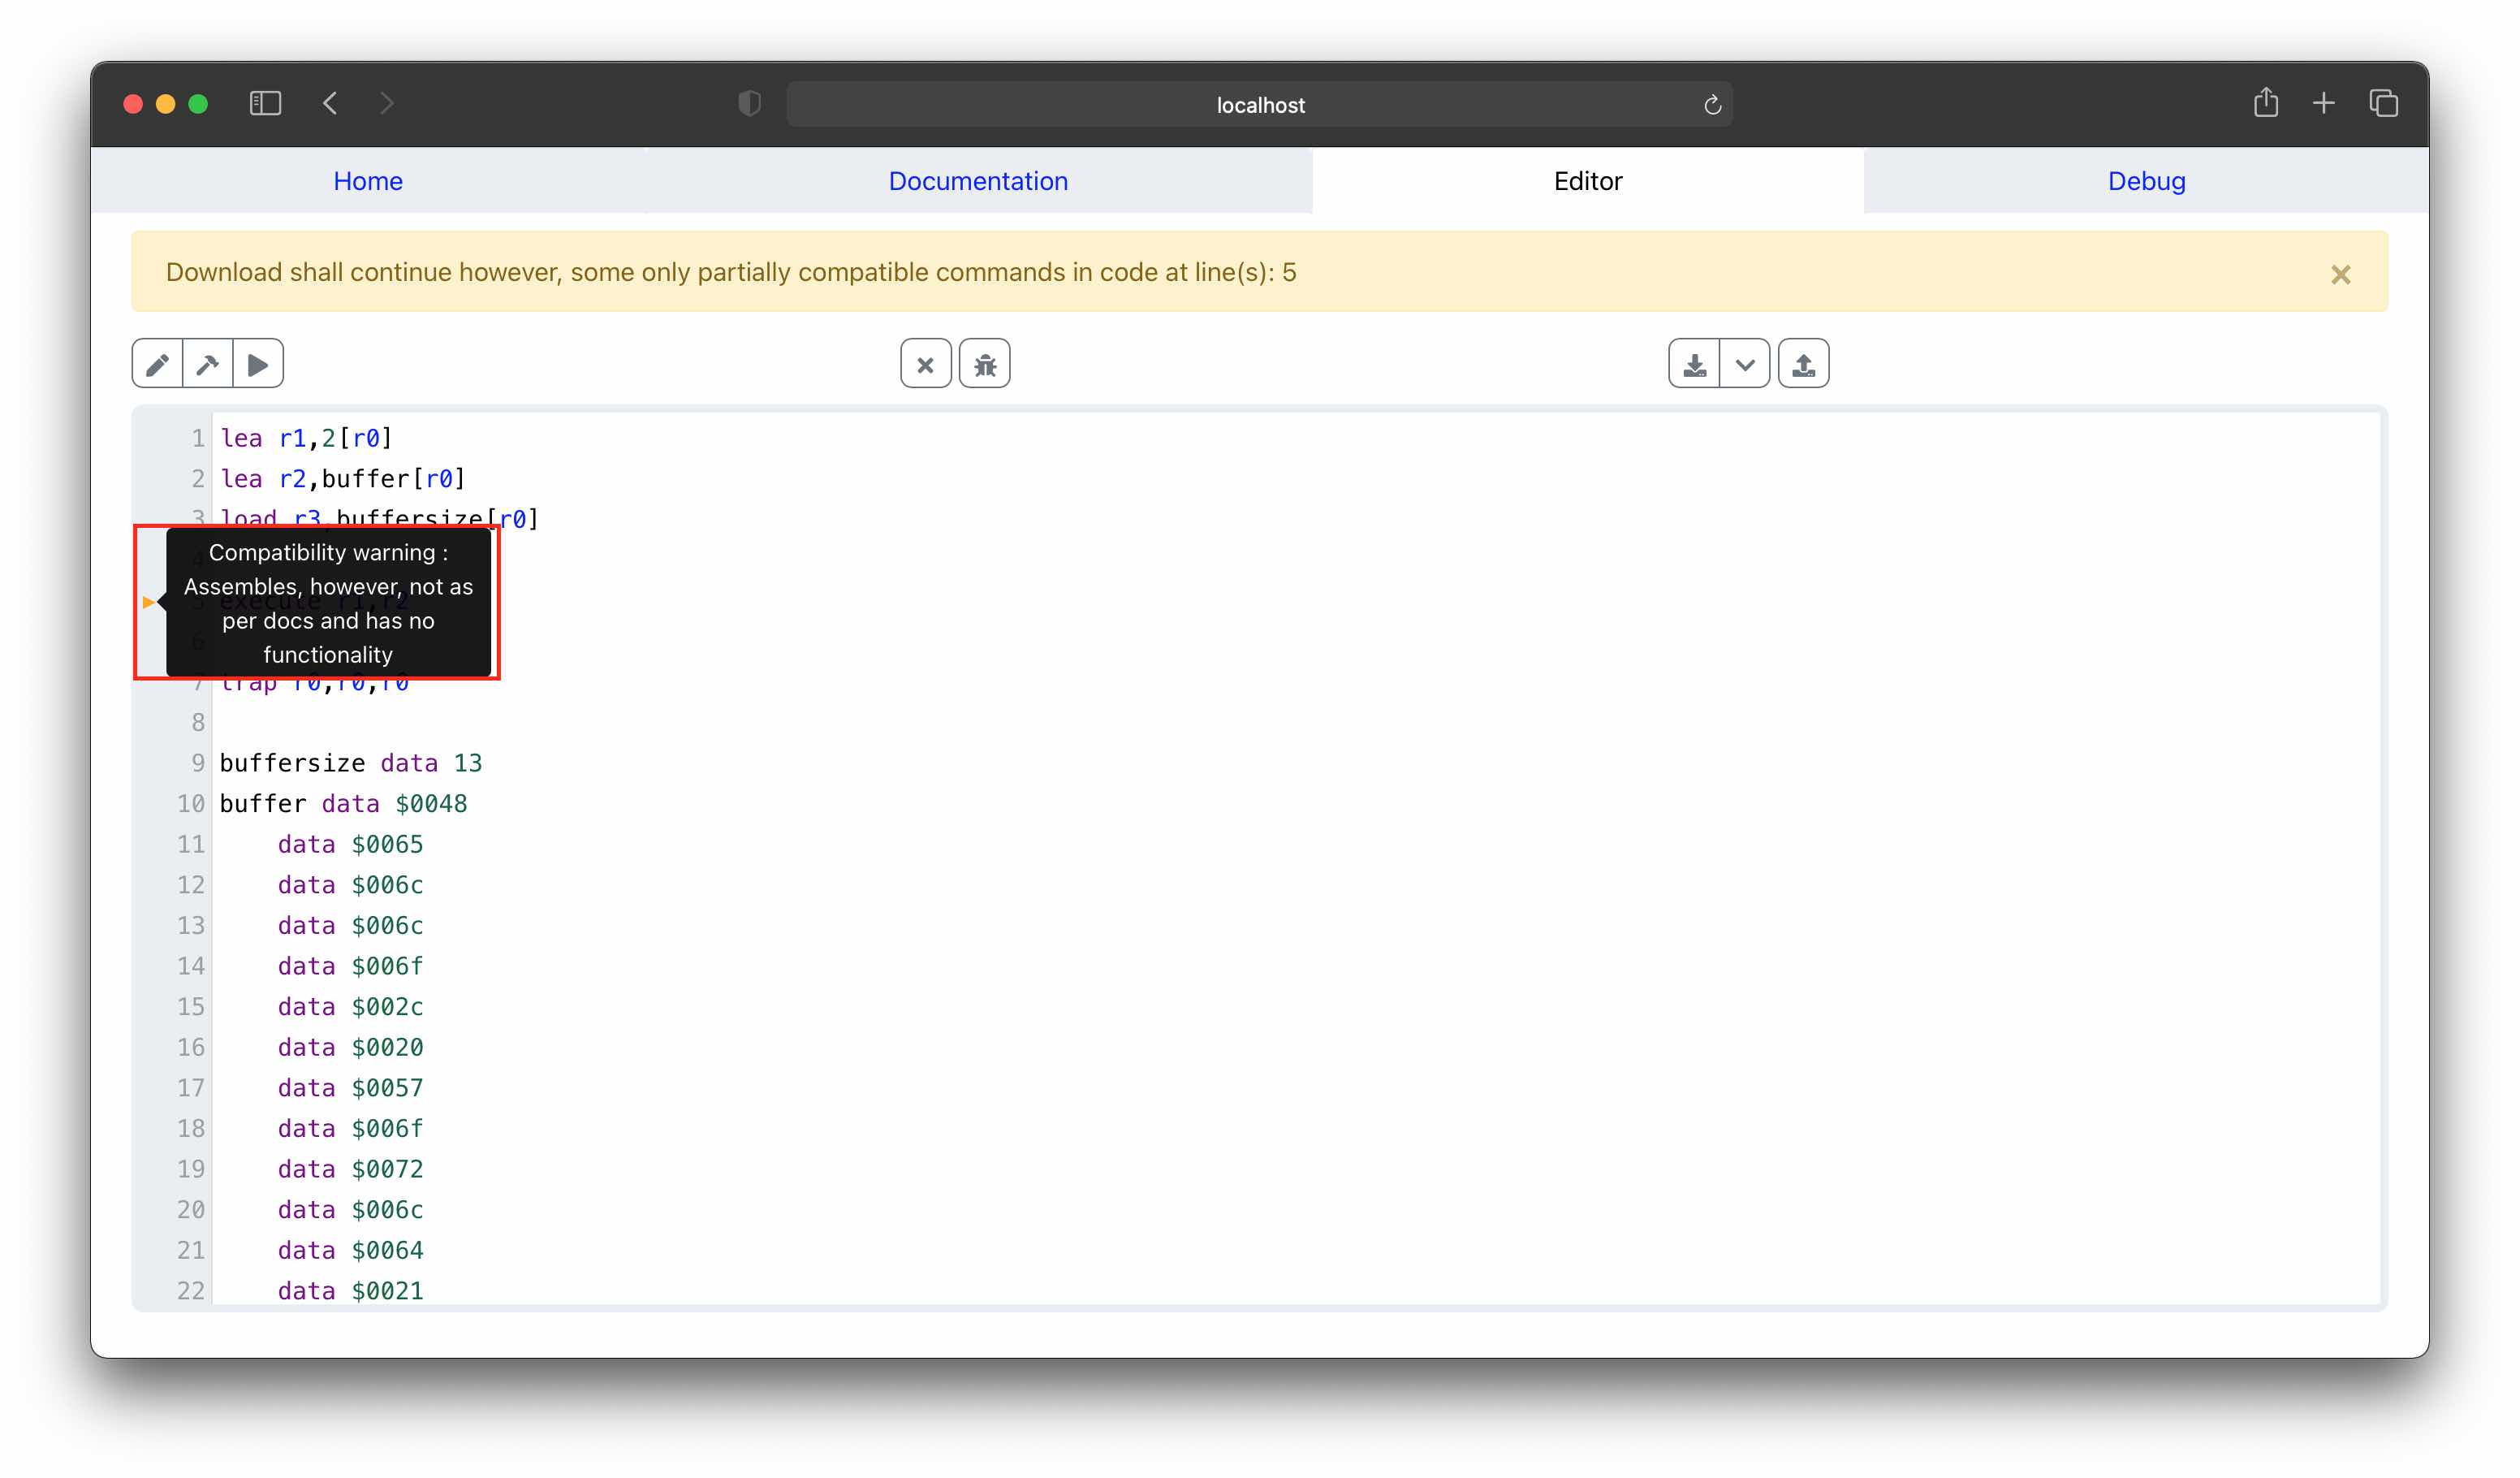 localhost
Home Documentation Editor Debug
Download shall continue however, some only partially compatible commands in code at line(s): 5
1 lea r1,2[r0]
2 lea r2,buffer[r0]
3 load r3,buffersize[r0]
4
Compatibility warning :
Assembles, however, not as
per docs and has no
functionality
5 execute r1,r2
6
7 trap r0,r0,r0
8
9 buffersize data 13
10 buffer data $0048
11 data $0065
12 data $006c
13 data $006c
14 data $006f
15 data $002c
16 data $0020
17 data $0057
18 data $006f
19 data $0072
20 data $006c
21 data $0064
22 data $0021